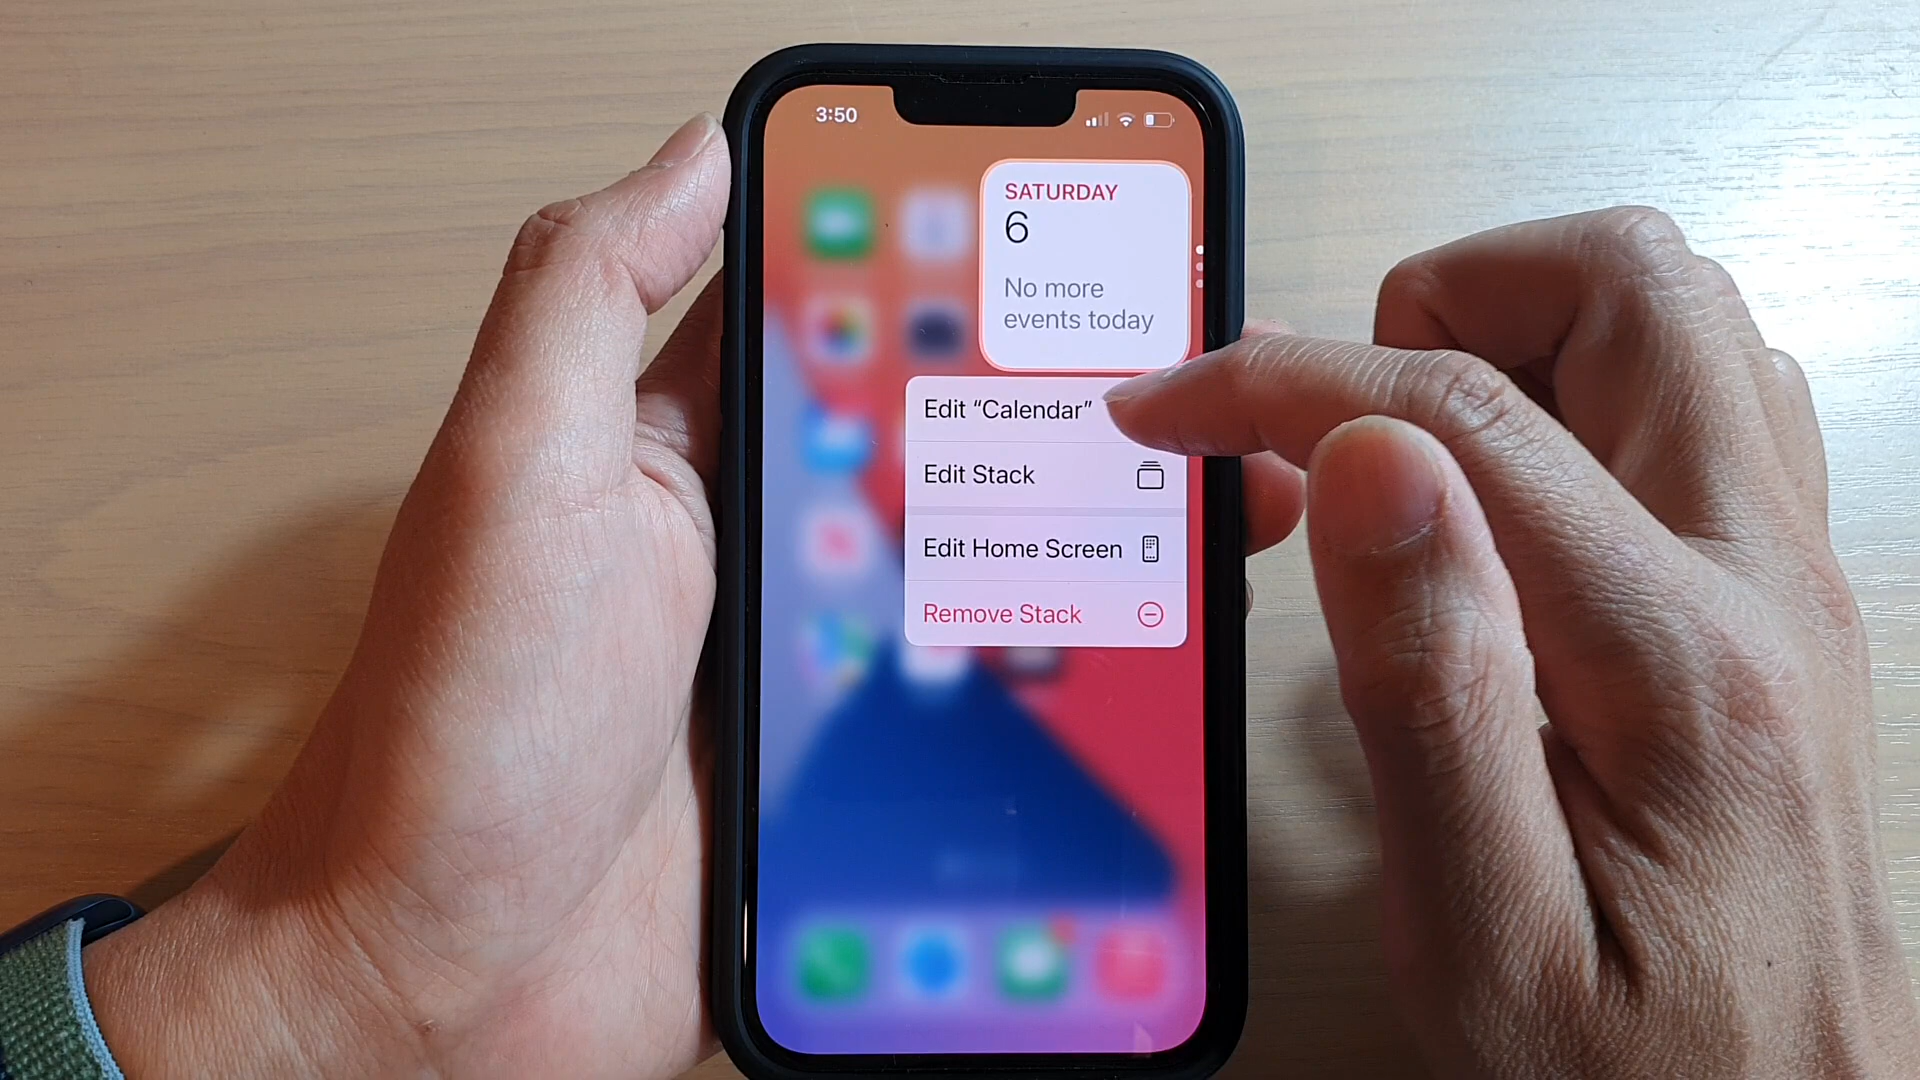 3:50
SATURDAY
6
No more
events today
Edit “Calendar”
Edit Stack
Edit Home Screen
Remove Stack